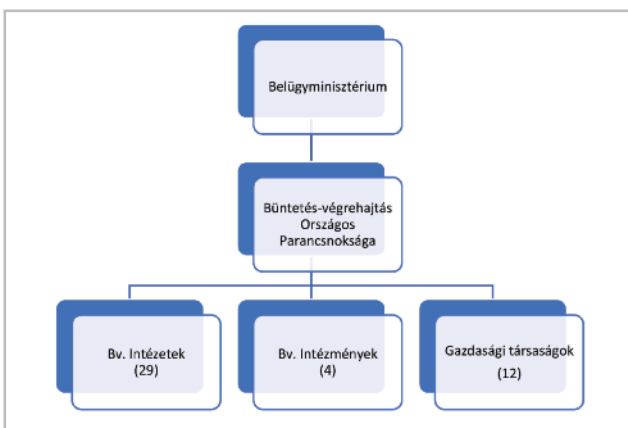 Belügyminisztérium
Büntetés-végrehajtás
Országos
Parancsnoksága
Bv. Intézetek
(29)
Bv. Intézmények
(4)
Gazdasági társaságok
(12)